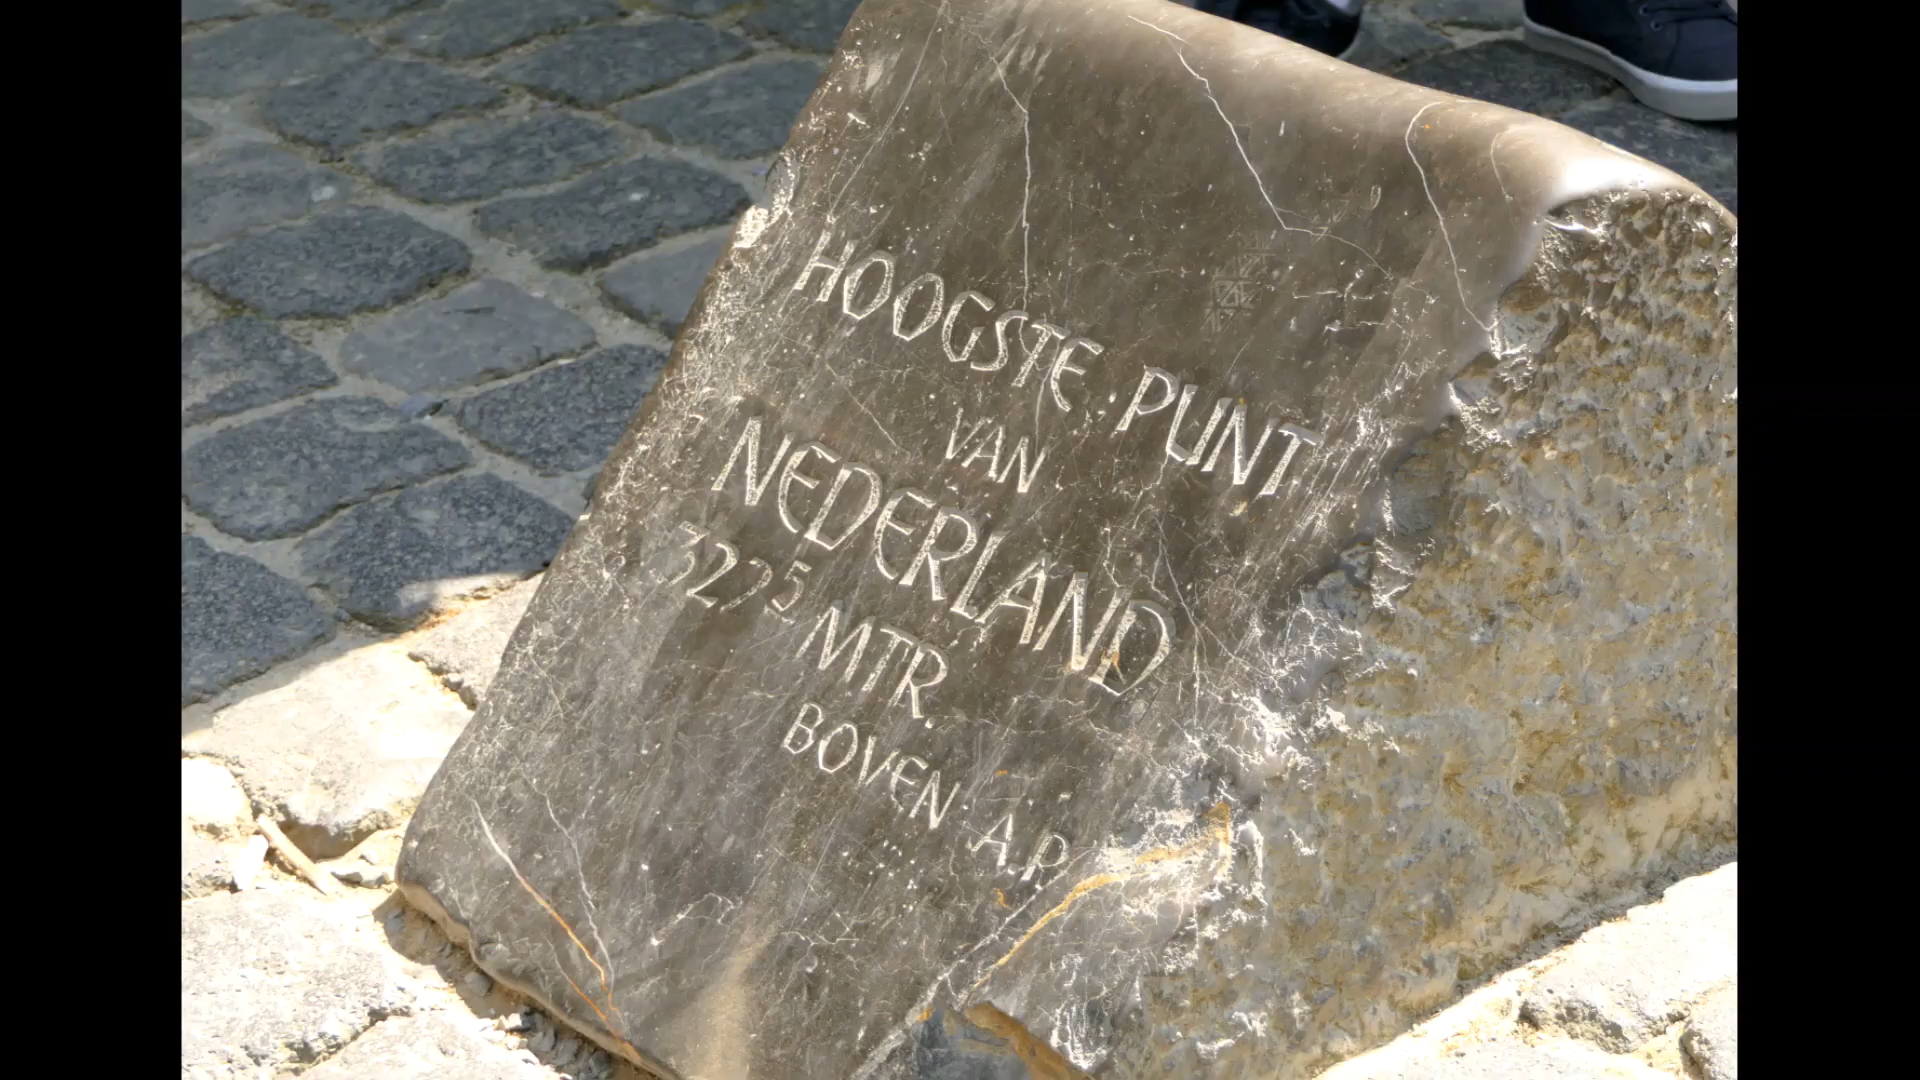 HOOGSTE PUNT
VAN
NEDERLAND
322,5 MTR.
BOVEN A.P.